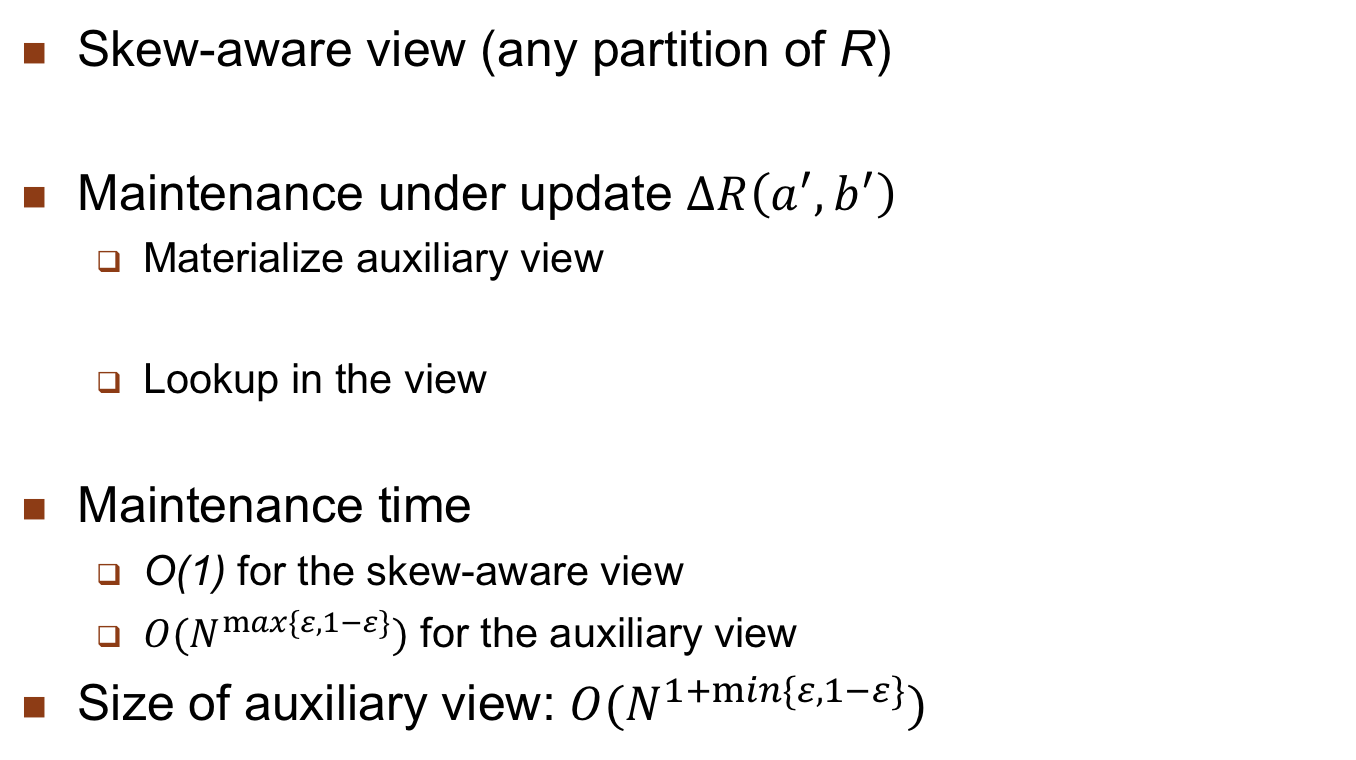 Skew-aware view (any partition of R)
Maintenance under update ΔR(a′, b′)
Materialize auxiliary view
Lookup in the view
Maintenance time
O(1) for the skew-aware view
O(N^max{ε,1−ε}) for the auxiliary view
Size of auxiliary view: O(N^1+min{ε,1−ε})